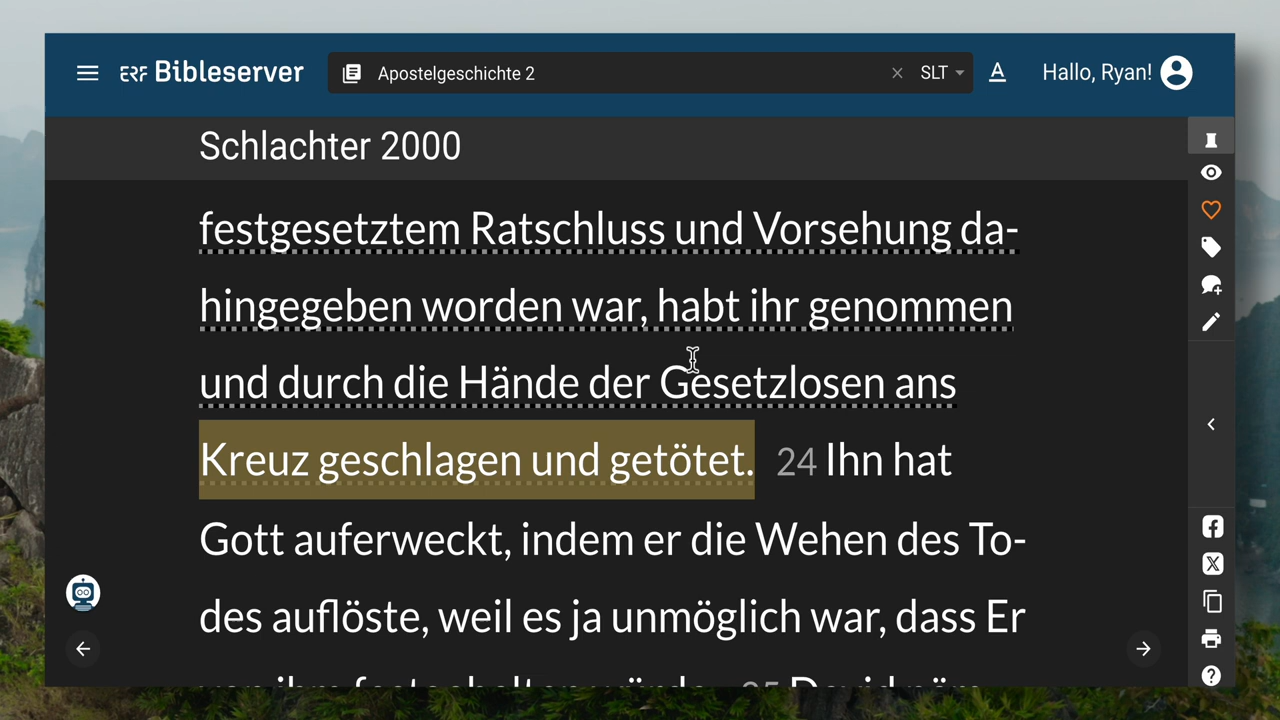 ERF Bibleserver
Apostelgeschichte 2
SLT
Hallo, Ryan!
Schlachter 2000
festgesetztem Ratschluss und Vorsehung da-
hingegeben worden war, habt ihr genommen
und durch die Hände der Gesetzlosen ans
Kreuz geschlagen und getötet. 24 Ihn hat
Gott auferweckt, indem er die Wehen des To-
des auflöste, weil es ja unmöglich war, dass Er